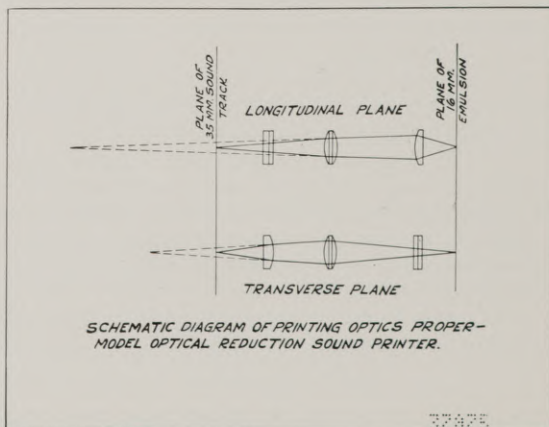 PLANE OF
35 MM. SOUND
TRACK.
LONGITUDINAL PLANE
PLANE OF
16 MM.
EMULSION
TRANSVERSE PLANE
SCHEMATIC DIAGRAM OF PRINTING OPTICS PROPER-
MODEL OPTICAL REDUCTION SOUND PRINTER.
37975